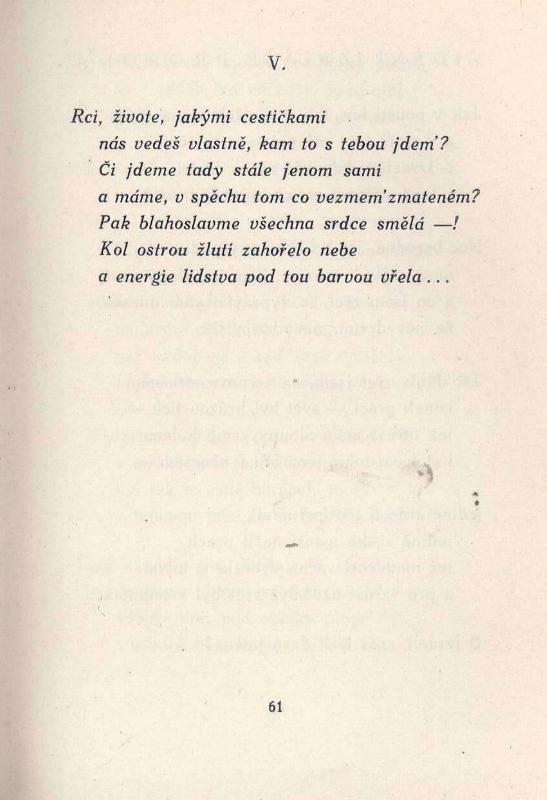 V.
Rci, živote, jakými cestičkami
nás vedeš vlastně, kam to s tebou jdem'?
Či jdeme tady stále jenom sami
a máme, v spěchu tom co vezmem' zmateném?
Pak blahoslavme všechna srdce smělá —!
Kol ostrou žlutí zahořelo nebe
a energie lidstva pod tou barvou vřela...
61